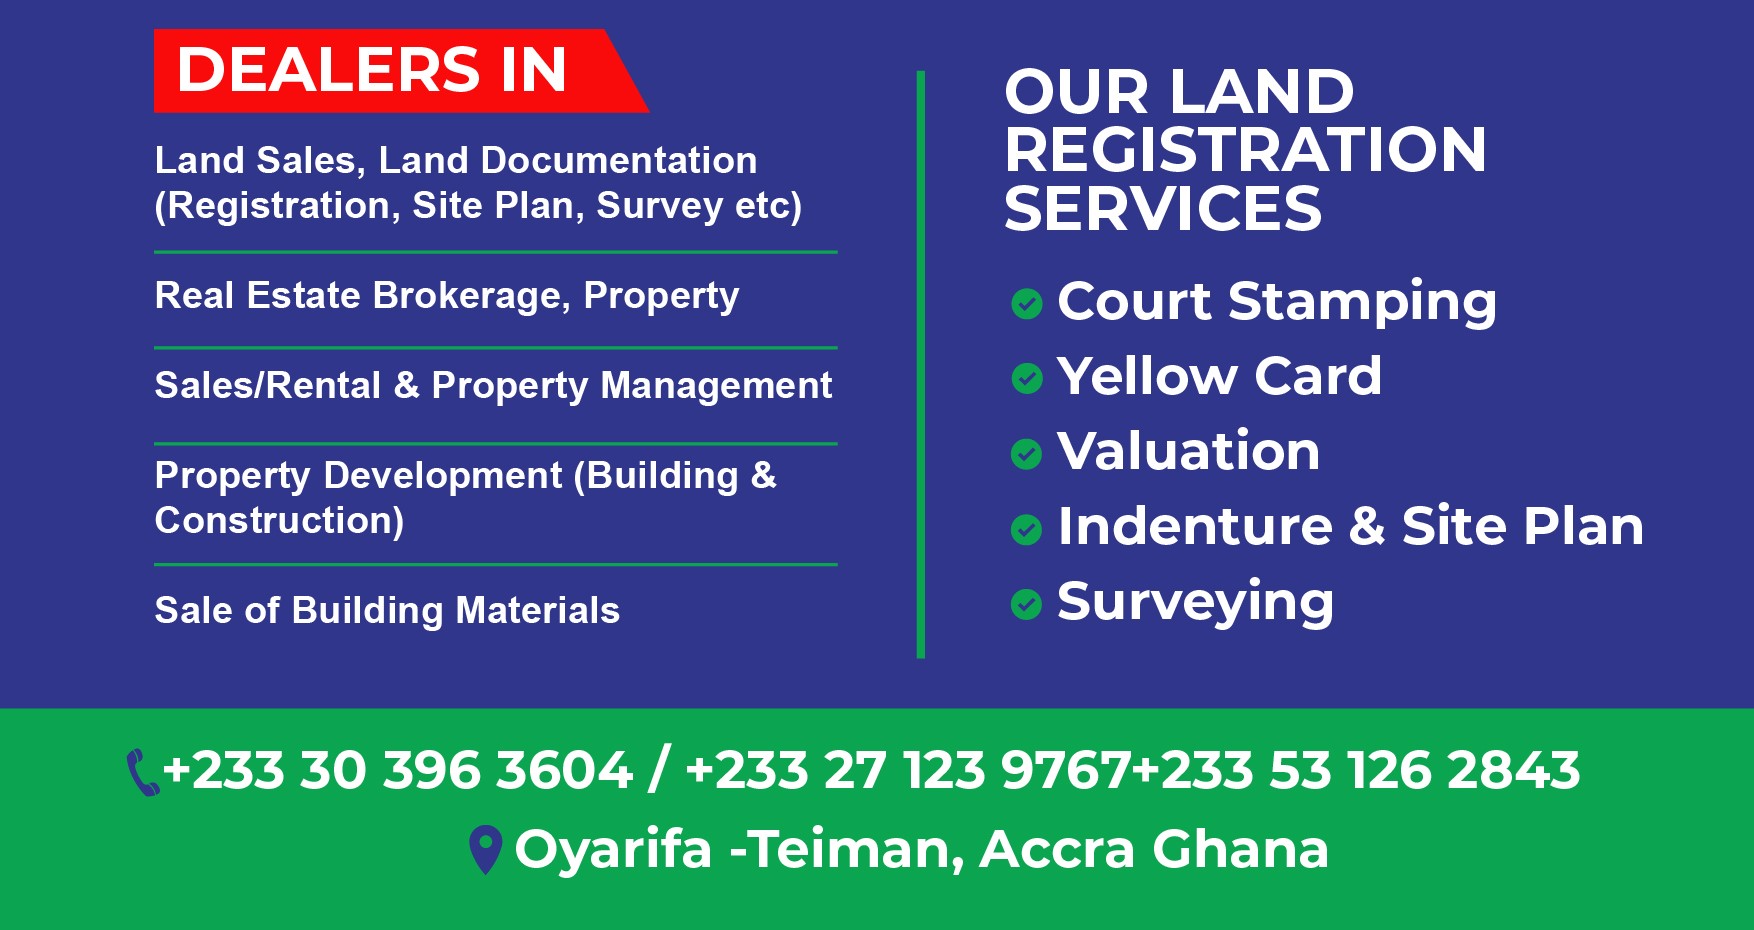 DEALERS IN
Land Sales, Land Documentation
(Registration, Site Plan, Survey etc)
Real Estate Brokerage, Property
Sales/Rental & Property Management
Property Development (Building &
Construction)
Sale of Building Materials
OUR LAND
REGISTRATION
SERVICES
Court Stamping
Yellow Card
Valuation
Indenture & Site Plan
Surveying
+233 30 396 3604 / +233 27 123 9767+233 53 126 2843
Oyarifa -Teiman, Accra Ghana